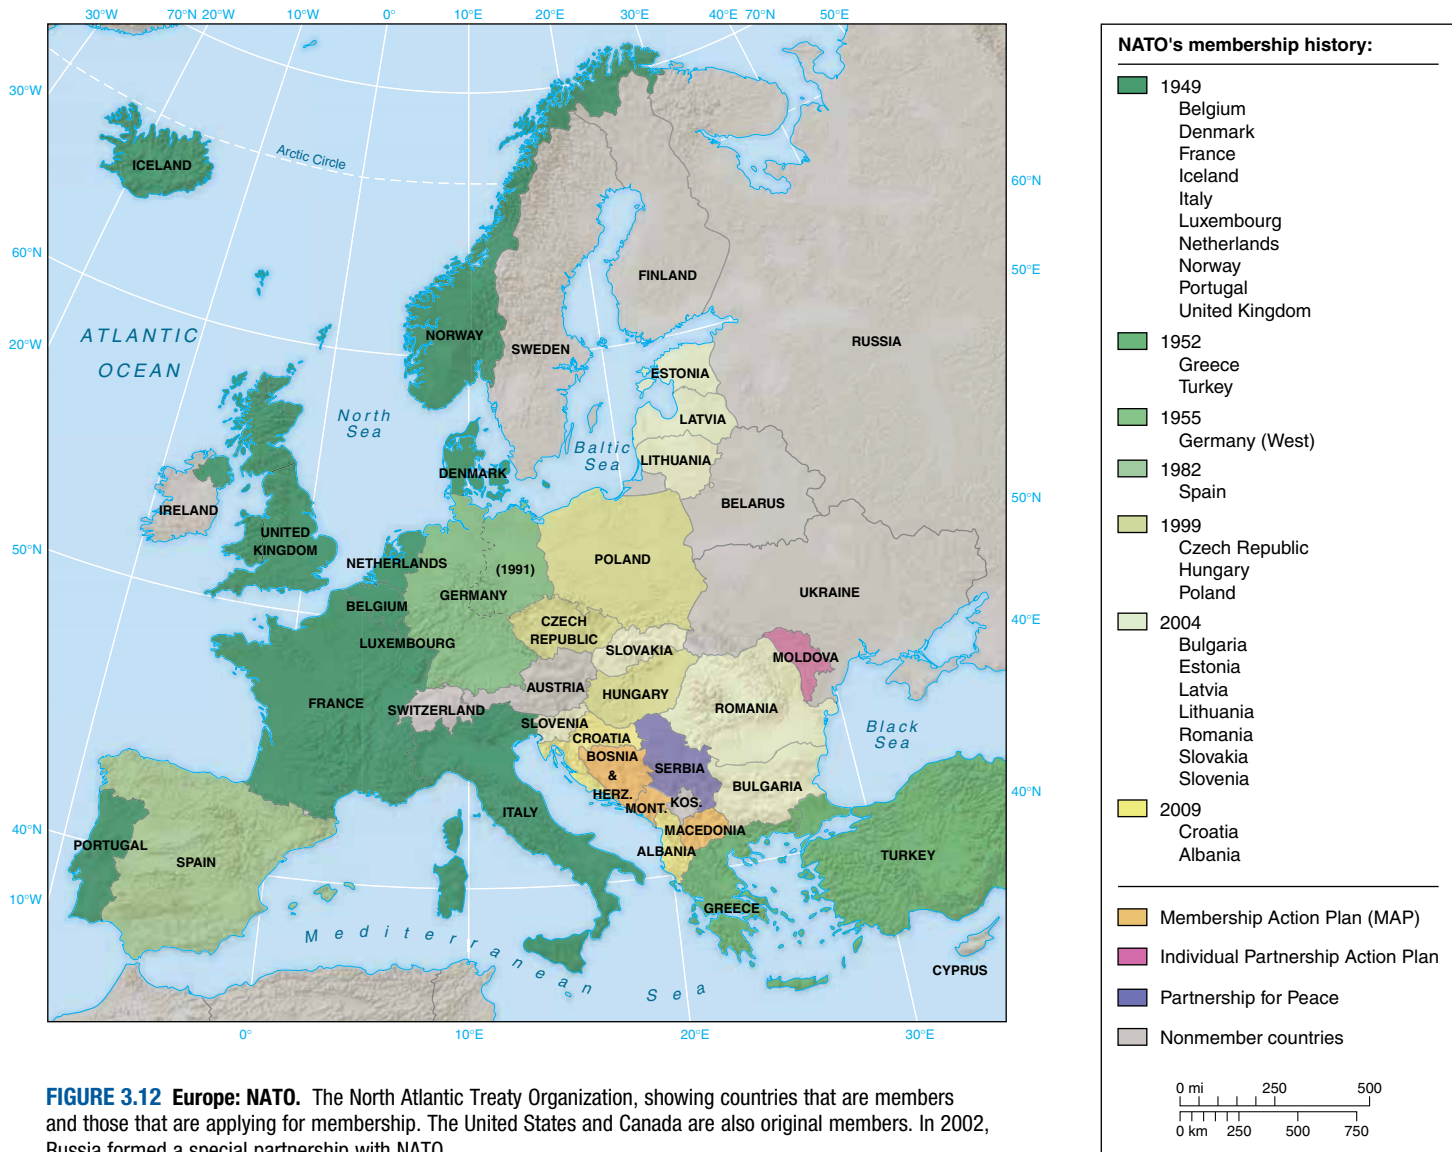 30°W 70°N 20°W 10°W 0° 10°E 20°E 30°E 40°E 70°N 50°E
30°W
Arctic Circle
ICELAND
60°N
60°N
50°E
FINLAND
ATLANTIC
OCEAN
NORWAY
SWEDEN
RUSSIA
20°W
ESTONIA
North
Sea
LATVIA
Baltic
Sea
LITHUANIA
DENMARK
50°N
BELARUS
IRELAND
UNITED
KINGDOM
50°N
NETHERLANDS
(1991)
POLAND
GERMANY
UKRAINE
BELGIUM
40°E
CZECH
REPUBLIC
LUXEMBOURG
SLOVAKIA
MOLDOVA
AUSTRIA
HUNGARY
FRANCE
SWITZERLAND
ROMANIA
SLOVENIA
CROATIA
Black
Sea
BOSNIA
&
HERZ.
SERBIA
BULGARIA
40°N
MONT.
KOS.
ITALY
40°N
MACEDONIA
PORTUGAL
ALBANIA
SPAIN
TURKEY
10°W
GREECE
Mediterranean Sea
CYPRUS
0° 10°E 20°E 30°E
NATO's membership history:
1949
Belgium
Denmark
France
Iceland
Italy
Luxembourg
Netherlands
Norway
Portugal
United Kingdom
1952
Greece
Turkey
1955
Germany (West)
1982
Spain
1999
Czech Republic
Hungary
Poland
2004
Bulgaria
Estonia
Latvia
Lithuania
Romania
Slovakia
Slovenia
2009
Croatia
Albania
Membership Action Plan (MAP)
Individual Partnership Action Plan
Partnership for Peace
Nonmember countries
0 mi 250 500
0 km 250 500 750
FIGURE 3.12 Europe: NATO. The North Atlantic Treaty Organization, showing countries that are members
and those that are applying for membership. The United States and Canada are also original members. In 2002,
Russia formed a special partnership with NATO.